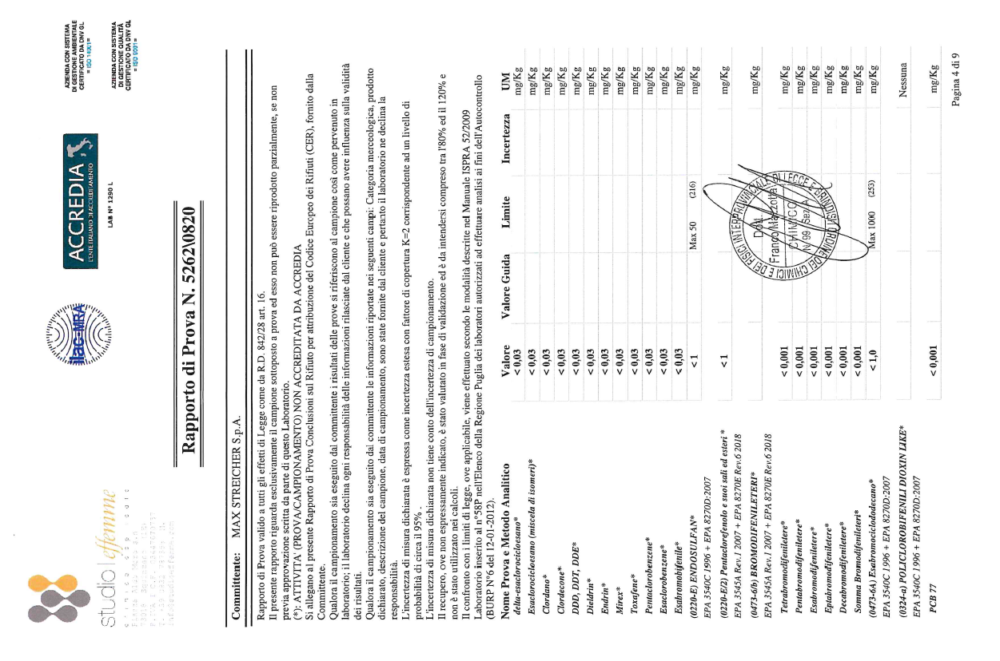 studio effemme
ilac-MRA
ACCREDIA
L'ENTE ITALIANO DI ACCREDITAMENTO
LAB N° 1290 L
AZIENDA CON SISTEMA
DI GESTIONE AMBIENTALE
CERTIFICATO DA DNV GL
= ISO 14001 =
AZIENDA CON SISTEMA
DI GESTIONE QUALITÀ
CERTIFICATO DA DNV GL
= ISO 9001 =
Rapporto di Prova N. 5262\0820
Committente: MAX STREICHER S.p.A.
Rapporto di Prova valido a tutti gli effetti di Legge come da R.D. 842/28 art. 16.
Il presente rapporto riguarda esclusivamente il campione sottoposto a prova ed esso non può essere riprodotto parzialmente, se non
previa approvazione scritta da parte di questo Laboratorio.
(*): ATTIVITA (PROVA/CAMPIONAMENTO) NON ACCREDITATA DA ACCREDIA
Si allegano al presente Rapporto di Prova Conclusioni sul Rifiuto per attribuzione del Codice Europeo dei Rifiuti (CER), fornito dalla
Committente.
Qualora il campionamento sia eseguito dal committente i risultati delle prove si riferiscono al campione così come pervenuto in
laboratorio; il laboratorio declina ogni responsabilità delle informazioni rilasciate dal cliente e che possano avere influenza sulla validità
dei risultati.
Qualora il campionamento sia eseguito dal committente le informazioni riportate nei seguenti campi: Categoria merceologica, prodotto
dichiarato, descrizione del campione, data di campionamento, sono state fornite dal cliente e pertanto il laboratorio ne declina la
responsabilità.
L'incertezza di misura dichiarata è espressa come incertezza estesa con fattore di copertura K=2 corrispondente ad un livello di
probabilità di circa il 95% .
L'incertezza di misura dichiarata non tiene conto dell'incertezza di campionamento.
Il recupero, ove non espressamente indicato, è stato valutato in fase di validazione ed è da intendersi compreso tra l'80% ed il 120% e
non è stato utilizzato nei calcoli.
Il confronto con i limiti di legge, ove applicabile, viene effettuato secondo le modalità descritte nel Manuale ISPRA 52/2009
Laboratorio inserito al n°58P nell'Elenco della Regione Puglia dei laboratori autorizzati ad effettuare analisi ai fini dell'Autocontrollo
(BURP N°6 del 12-01-2012).
Nome Prova e Metodo Analitico Valore Valore Guida Limite Incertezza UM
delta-esaclorocicloesano* < 0,03 mg/Kg
Esaclorocicloesano (miscela di isomeri)* < 0,03 mg/Kg
Clordano* < 0,03 mg/Kg
Clordecone* < 0,03 mg/Kg
DDD, DDT, DDE* < 0,03 mg/Kg
Dieldrin* < 0,03 mg/Kg
Endrin* < 0,03 mg/Kg
Mirex* < 0,03 mg/Kg
Toxafene* < 0,03 mg/Kg
Pentaclorobenzene* < 0,03 mg/Kg
Esaclorobenzene* < 0,03 mg/Kg
Esabromobifenile* < 0,03 mg/Kg
(0220-E) ENDOSULFAN* < 1 Max 50 (216) mg/Kg
EPA 3540C 1996 + EPA 8270D:2007
(0220-E/2) Pentaclorofenolo e suoi sali ed esteri * < 1 mg/Kg
EPA 3545A Rev.1 2007 + EPA 8270E Rev.6 2018
(0473-6/b) BROMODIFENILETERI* mg/Kg
EPA 3545A Rev.1 2007 + EPA 8270E Rev.6 2018
Tetrabromodifeniletere* < 0,001 mg/Kg
Pentabromodifeniletere* < 0,001 mg/Kg
Esabromodifeniletere* < 0,001 mg/Kg
Eptabromodifeniletere* < 0,001 mg/Kg
Decabromodifeniletere* < 0,001 mg/Kg
Somma Bromodifenileteri* < 0,001 mg/Kg
(0473-6A) Esabromociclododecano* < 1,0 Max 1000 (253) mg/Kg
EPA 3540C 1996 + EPA 8270D:2007
(0324-a) POLICLOROBIFENILI DIOXIN LIKE* Nessuna
EPA 3540C 1996 + EPA 8270D:2007
PCB 77 < 0,001 mg/Kg
ORDINE DEI CHIMICI E DEI FISICI INTERPROVINCIALE DI LECCE E BRINDISI
Dott.
Franco Mazzotta
CHIMICO
N. 99 Sez. A
Pagina 4 di 9